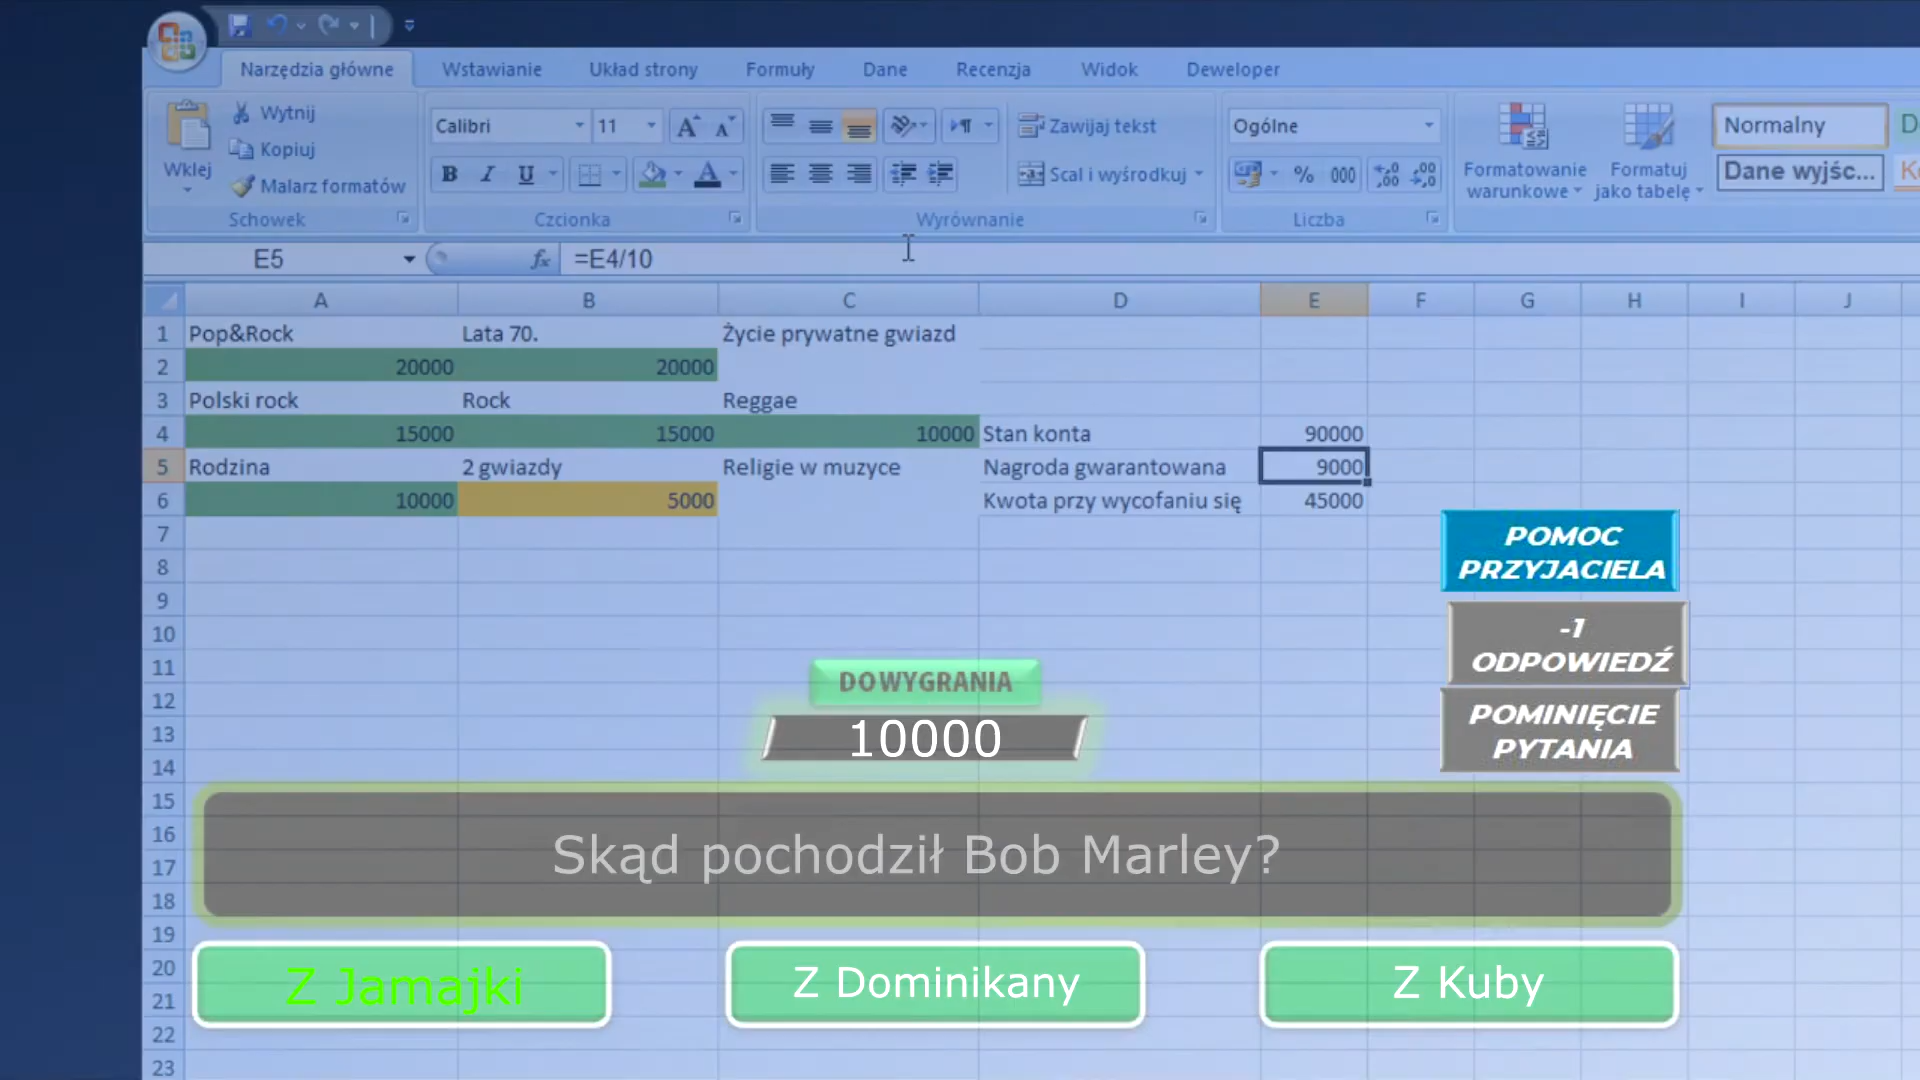 Narzędzia główne Wstawianie Układ strony Formuły Dane Recenzja Widok Deweloper
Wklej
Wytnij
Kopiuj
Malarz formatów
Schowek
Calibri 11
B I U
Czcionka
Zawijaj tekst
Scal i wyśrodkuj
Wyrównanie
Ogólne
% 000
Liczba
Formatowanie warunkowe
Formatuj jako tabelę
Normalny
Dane wyjśc...
E5 fx =E4/10
A B C D E F G H I J
1 Pop&Rock Lata 70. Życie prywatne gwiazd
2 20000 20000
3 Polski rock Rock Reggae
4 15000 15000 10000 Stan konta 90000
5 Rodzina 2 gwiazdy Religie w muzyce Nagroda gwarantowana 9000
6 10000 5000 Kwota przy wycofaniu się 45000
7
8
9
10
11
12
13
14
15
16
17
18
19
20
21
22
23
POMOC
PRZYJACIELA
-1
ODPOWIEDŹ
POMINIĘCIE
PYTANIA
DO WYGRANIA
10000
Skąd pochodził Bob Marley?
Z Jamajki Z Dominikany Z Kuby